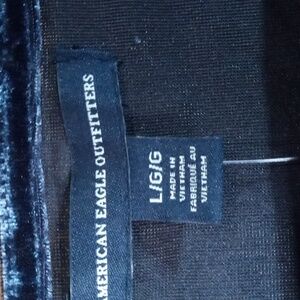 AMERICAN EAGLE OUTFITTERS
L/G/G
MADE IN
VIETNAM
FABRIQUÉ AU
VIETNAM